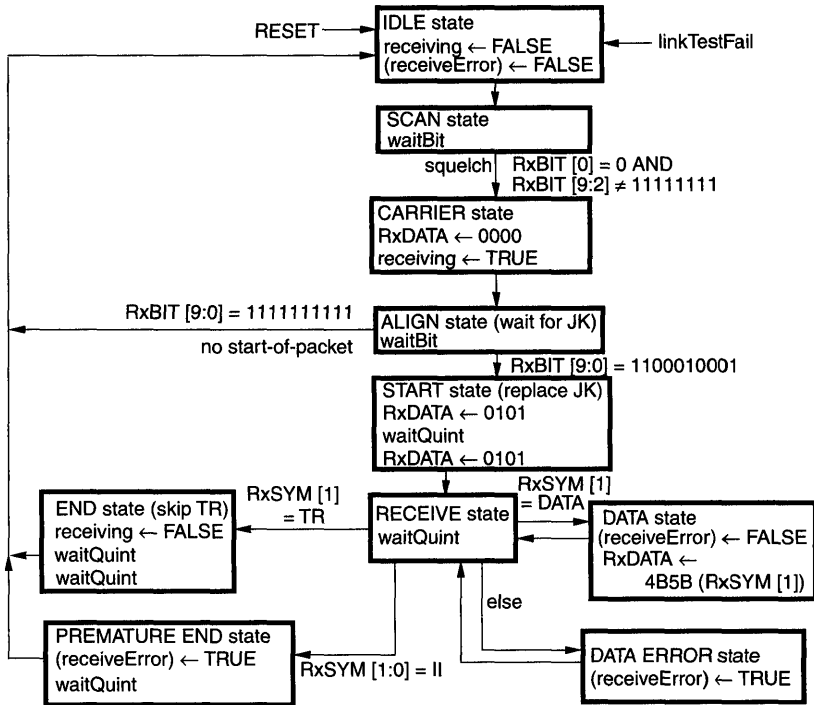 IDLE state
RESET
receiving ← FALSE
(receiveError) ← FALSE
linkTestFail
SCAN state
waitBit
squelch
RxBIT [0] = 0 AND
RxBIT [9:2] ≠ 11111111
CARRIER state
RxDATA ← 0000
receiving ← TRUE
RxBIT [9:0] = 1111111111
no start-of-packet
ALIGN state (wait for JK)
waitBit
RxBIT [9:0] = 1100010001
START state (replace JK)
RxDATA ← 0101
waitQuint
RxDATA ← 0101
RxSYM [1]
= TR
RxSYM [1]
= DATA
END state (skip TR)
receiving ← FALSE
waitQuint
waitQuint
RECEIVE state
waitQuint
DATA state
(receiveError) ← FALSE
RxDATA ←
4B5B (RxSYM [1])
else
PREMATURE END state
(receiveError) ← TRUE
waitQuint
RxSYM [1:0] = II
DATA ERROR state
(receiveError) ← TRUE